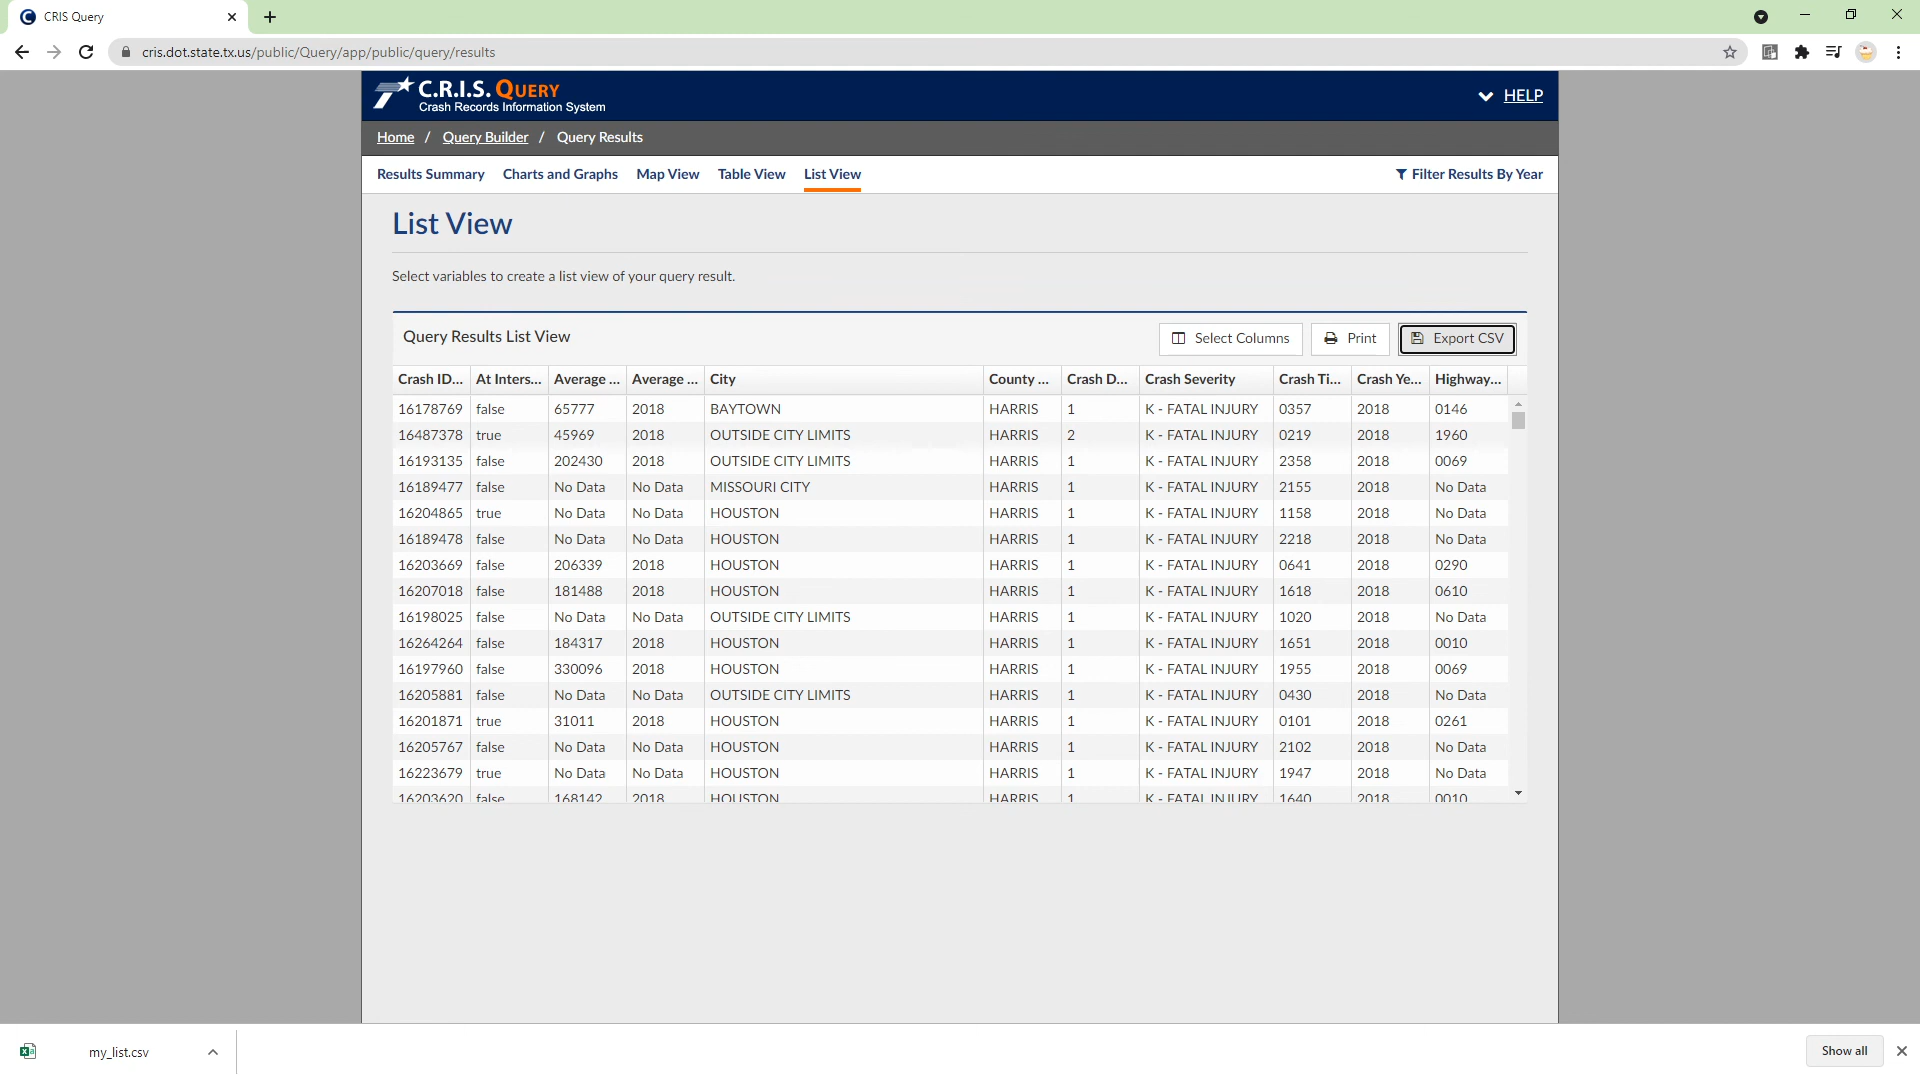 CRIS Query
cris.dot.state.tx.us/public/Query/app/public/query/results
C.R.I.S. QUERY
Crash Records Information System
HELP
Home / Query Builder / Query Results
Results Summary Charts and Graphs Map View Table View List View Filter Results By Year
List View
Select variables to create a list view of your query result.
Query Results List View Select Columns Print Export CSV
Crash ID... At Inters... Average ... Average ... City County ... Crash D... Crash Severity Crash Ti... Crash Ye... Highway...
16178769 false 65777 2018 BAYTOWN HARRIS 1 K - FATAL INJURY 0357 2018 0146
16487378 true 45969 2018 OUTSIDE CITY LIMITS HARRIS 2 K - FATAL INJURY 0219 2018 1960
16193135 false 202430 2018 OUTSIDE CITY LIMITS HARRIS 1 K - FATAL INJURY 2358 2018 0069
16189477 false No Data No Data MISSOURI CITY HARRIS 1 K - FATAL INJURY 2155 2018 No Data
16204865 true No Data No Data HOUSTON HARRIS 1 K - FATAL INJURY 1158 2018 No Data
16189478 false No Data No Data HOUSTON HARRIS 1 K - FATAL INJURY 2218 2018 No Data
16203669 false 206339 2018 HOUSTON HARRIS 1 K - FATAL INJURY 0641 2018 0290
16207018 false 181488 2018 HOUSTON HARRIS 1 K - FATAL INJURY 1618 2018 0610
16198025 false No Data No Data OUTSIDE CITY LIMITS HARRIS 1 K - FATAL INJURY 1020 2018 No Data
16264264 false 184317 2018 HOUSTON HARRIS 1 K - FATAL INJURY 1651 2018 0010
16197960 false 330096 2018 HOUSTON HARRIS 1 K - FATAL INJURY 1955 2018 0069
16205881 false No Data No Data OUTSIDE CITY LIMITS HARRIS 1 K - FATAL INJURY 0430 2018 No Data
16201871 true 31011 2018 HOUSTON HARRIS 1 K - FATAL INJURY 0101 2018 0261
16205767 false No Data No Data HOUSTON HARRIS 1 K - FATAL INJURY 2102 2018 No Data
16223679 true No Data No Data HOUSTON HARRIS 1 K - FATAL INJURY 1947 2018 No Data
16203620 false 168142 2018 HOUSTON HARRIS 1 K - FATAL INJURY 1640 2018 0010
my_list.csv Show all